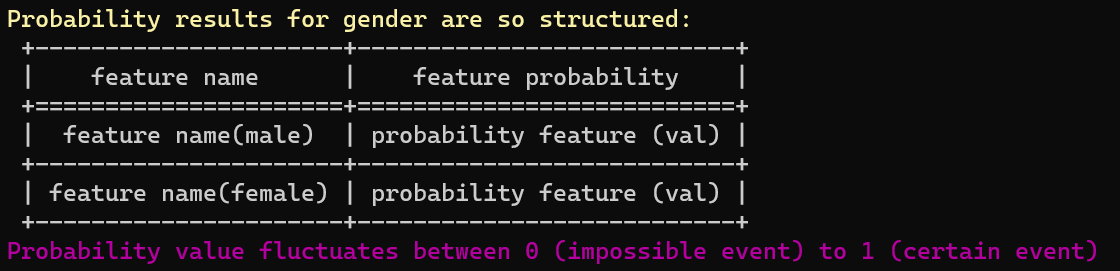 Probability results for gender are so structured:
+----------------------+---------------------------+
|    feature name      |    feature probability    |
+======================+===========================+
|  feature name(male)  | probability feature (val) |
+----------------------+---------------------------+
| feature name(female) | probability feature (val) |
+----------------------+---------------------------+
Probability value fluctuates between 0 (impossible event) to 1 (certain event)